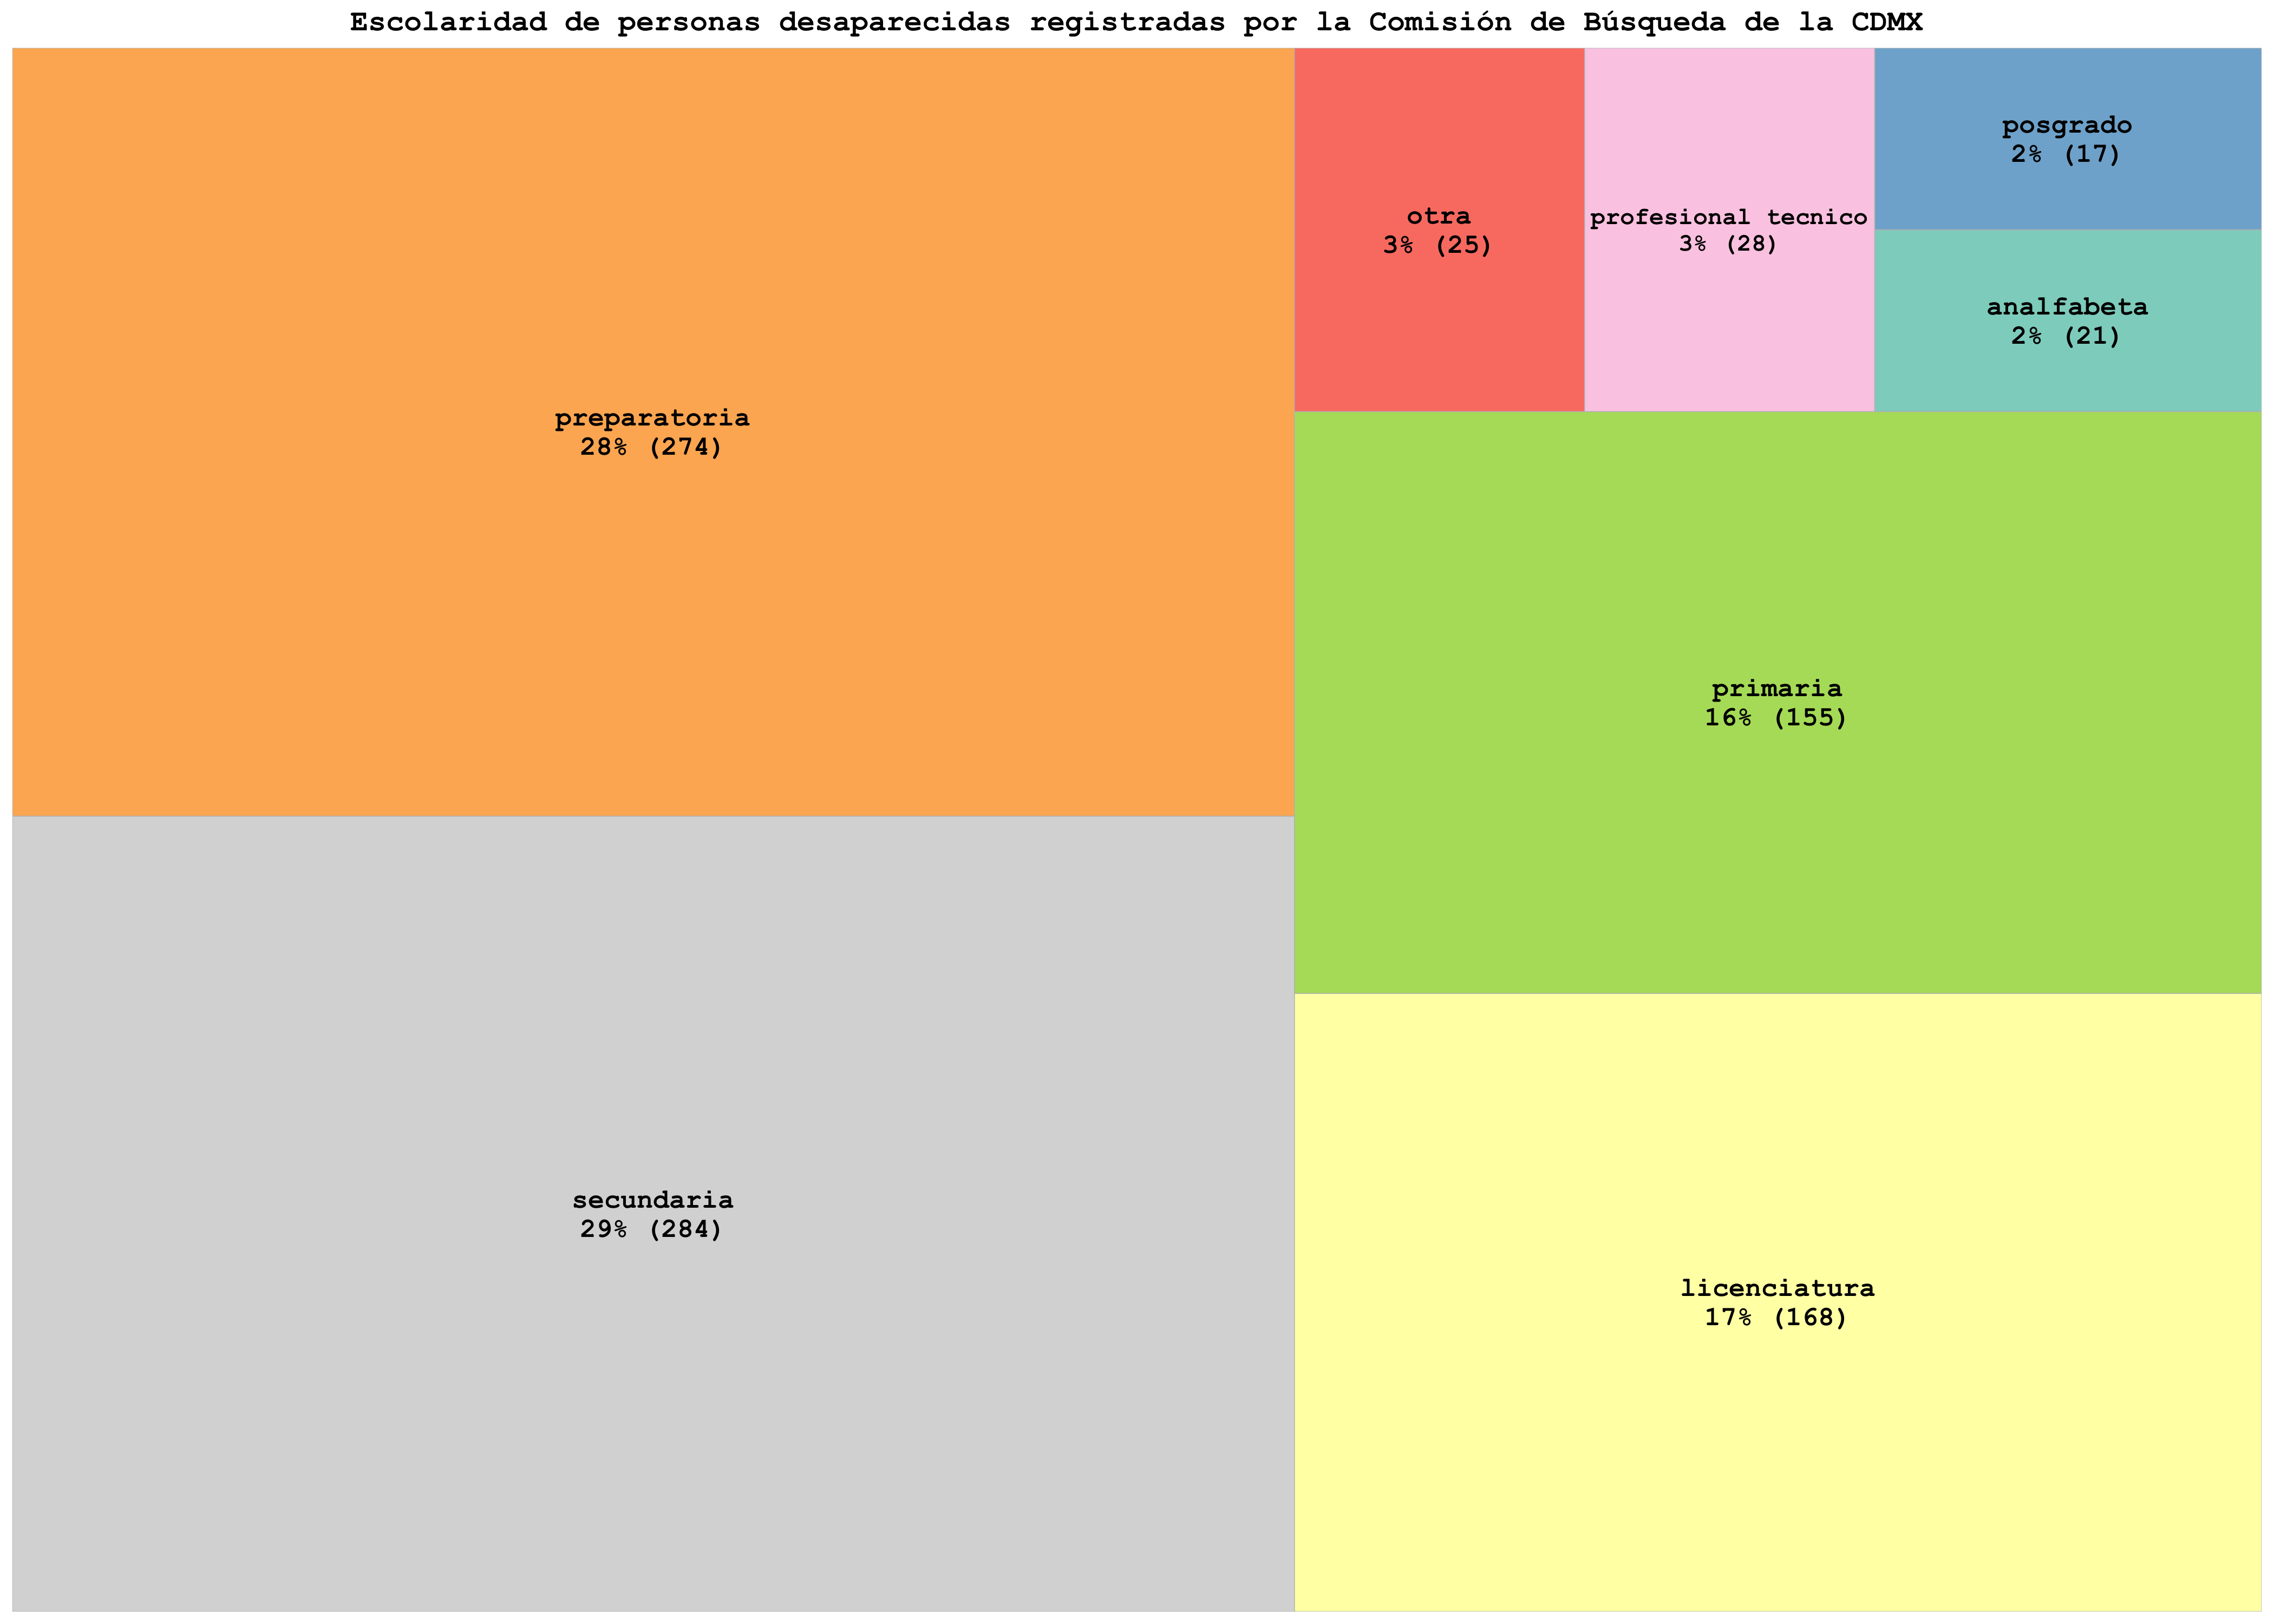 Escolaridad de personas desaparecidas registradas por la Comisión de Búsqueda de la CDMX
preparatoria
28% (274)
secundaria
29% (284)
otra
3% (25)
profesional tecnico
3% (28)
posgrado
2% (17)
analfabeta
2% (21)
primaria
16% (155)
licenciatura
17% (168)